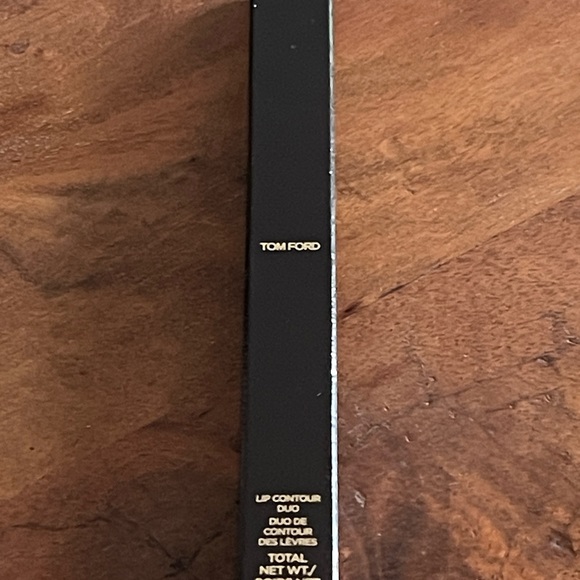 TOM FORD
LIP CONTOUR
DUO
DUO DE
CONTOUR
DES LÈVRES
TOTAL
NET WT./